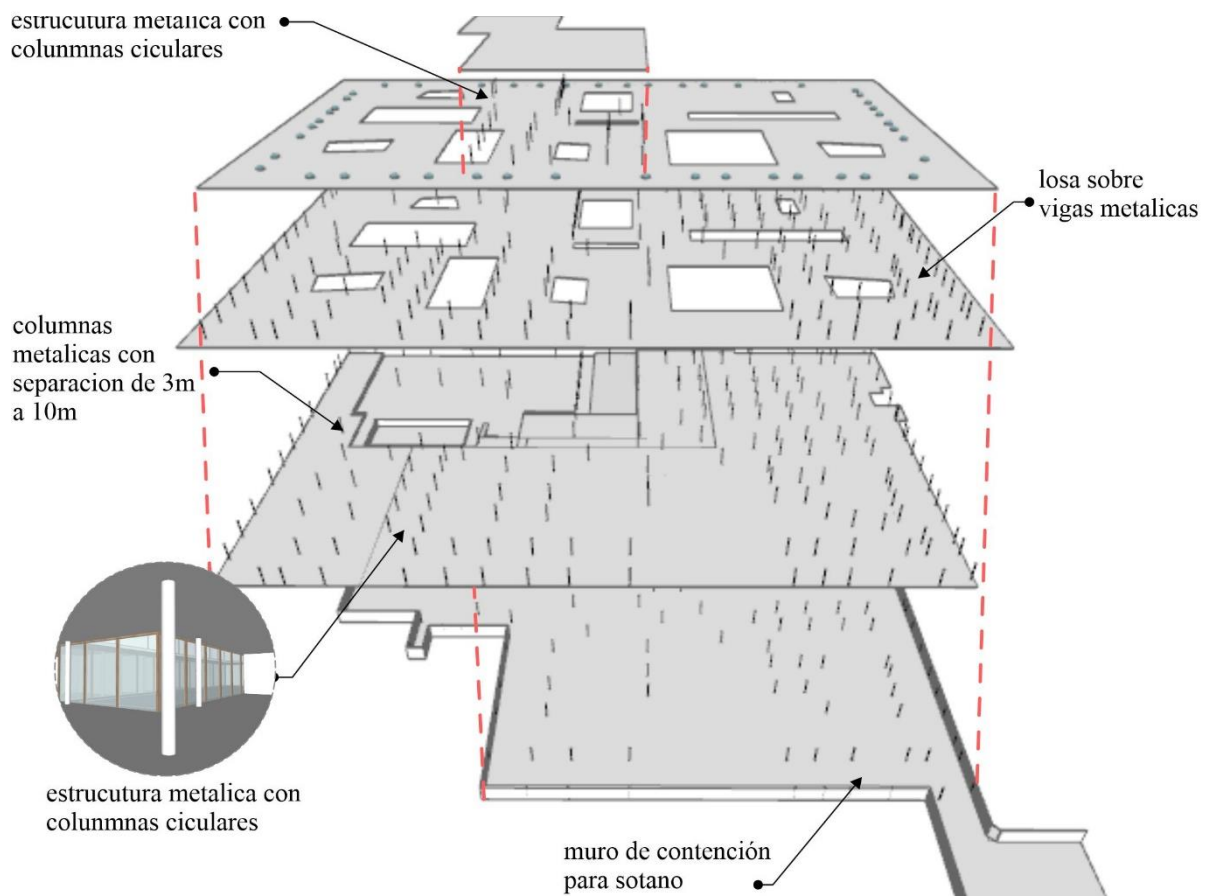 estrucutura metalica con
colunmnas ciculares
losa sobre
vigas metalicas
columnas
metalicas con
separacion de 3m
a 10m
estrucutura metalica con
colunmnas ciculares
muro de contención
para sotano